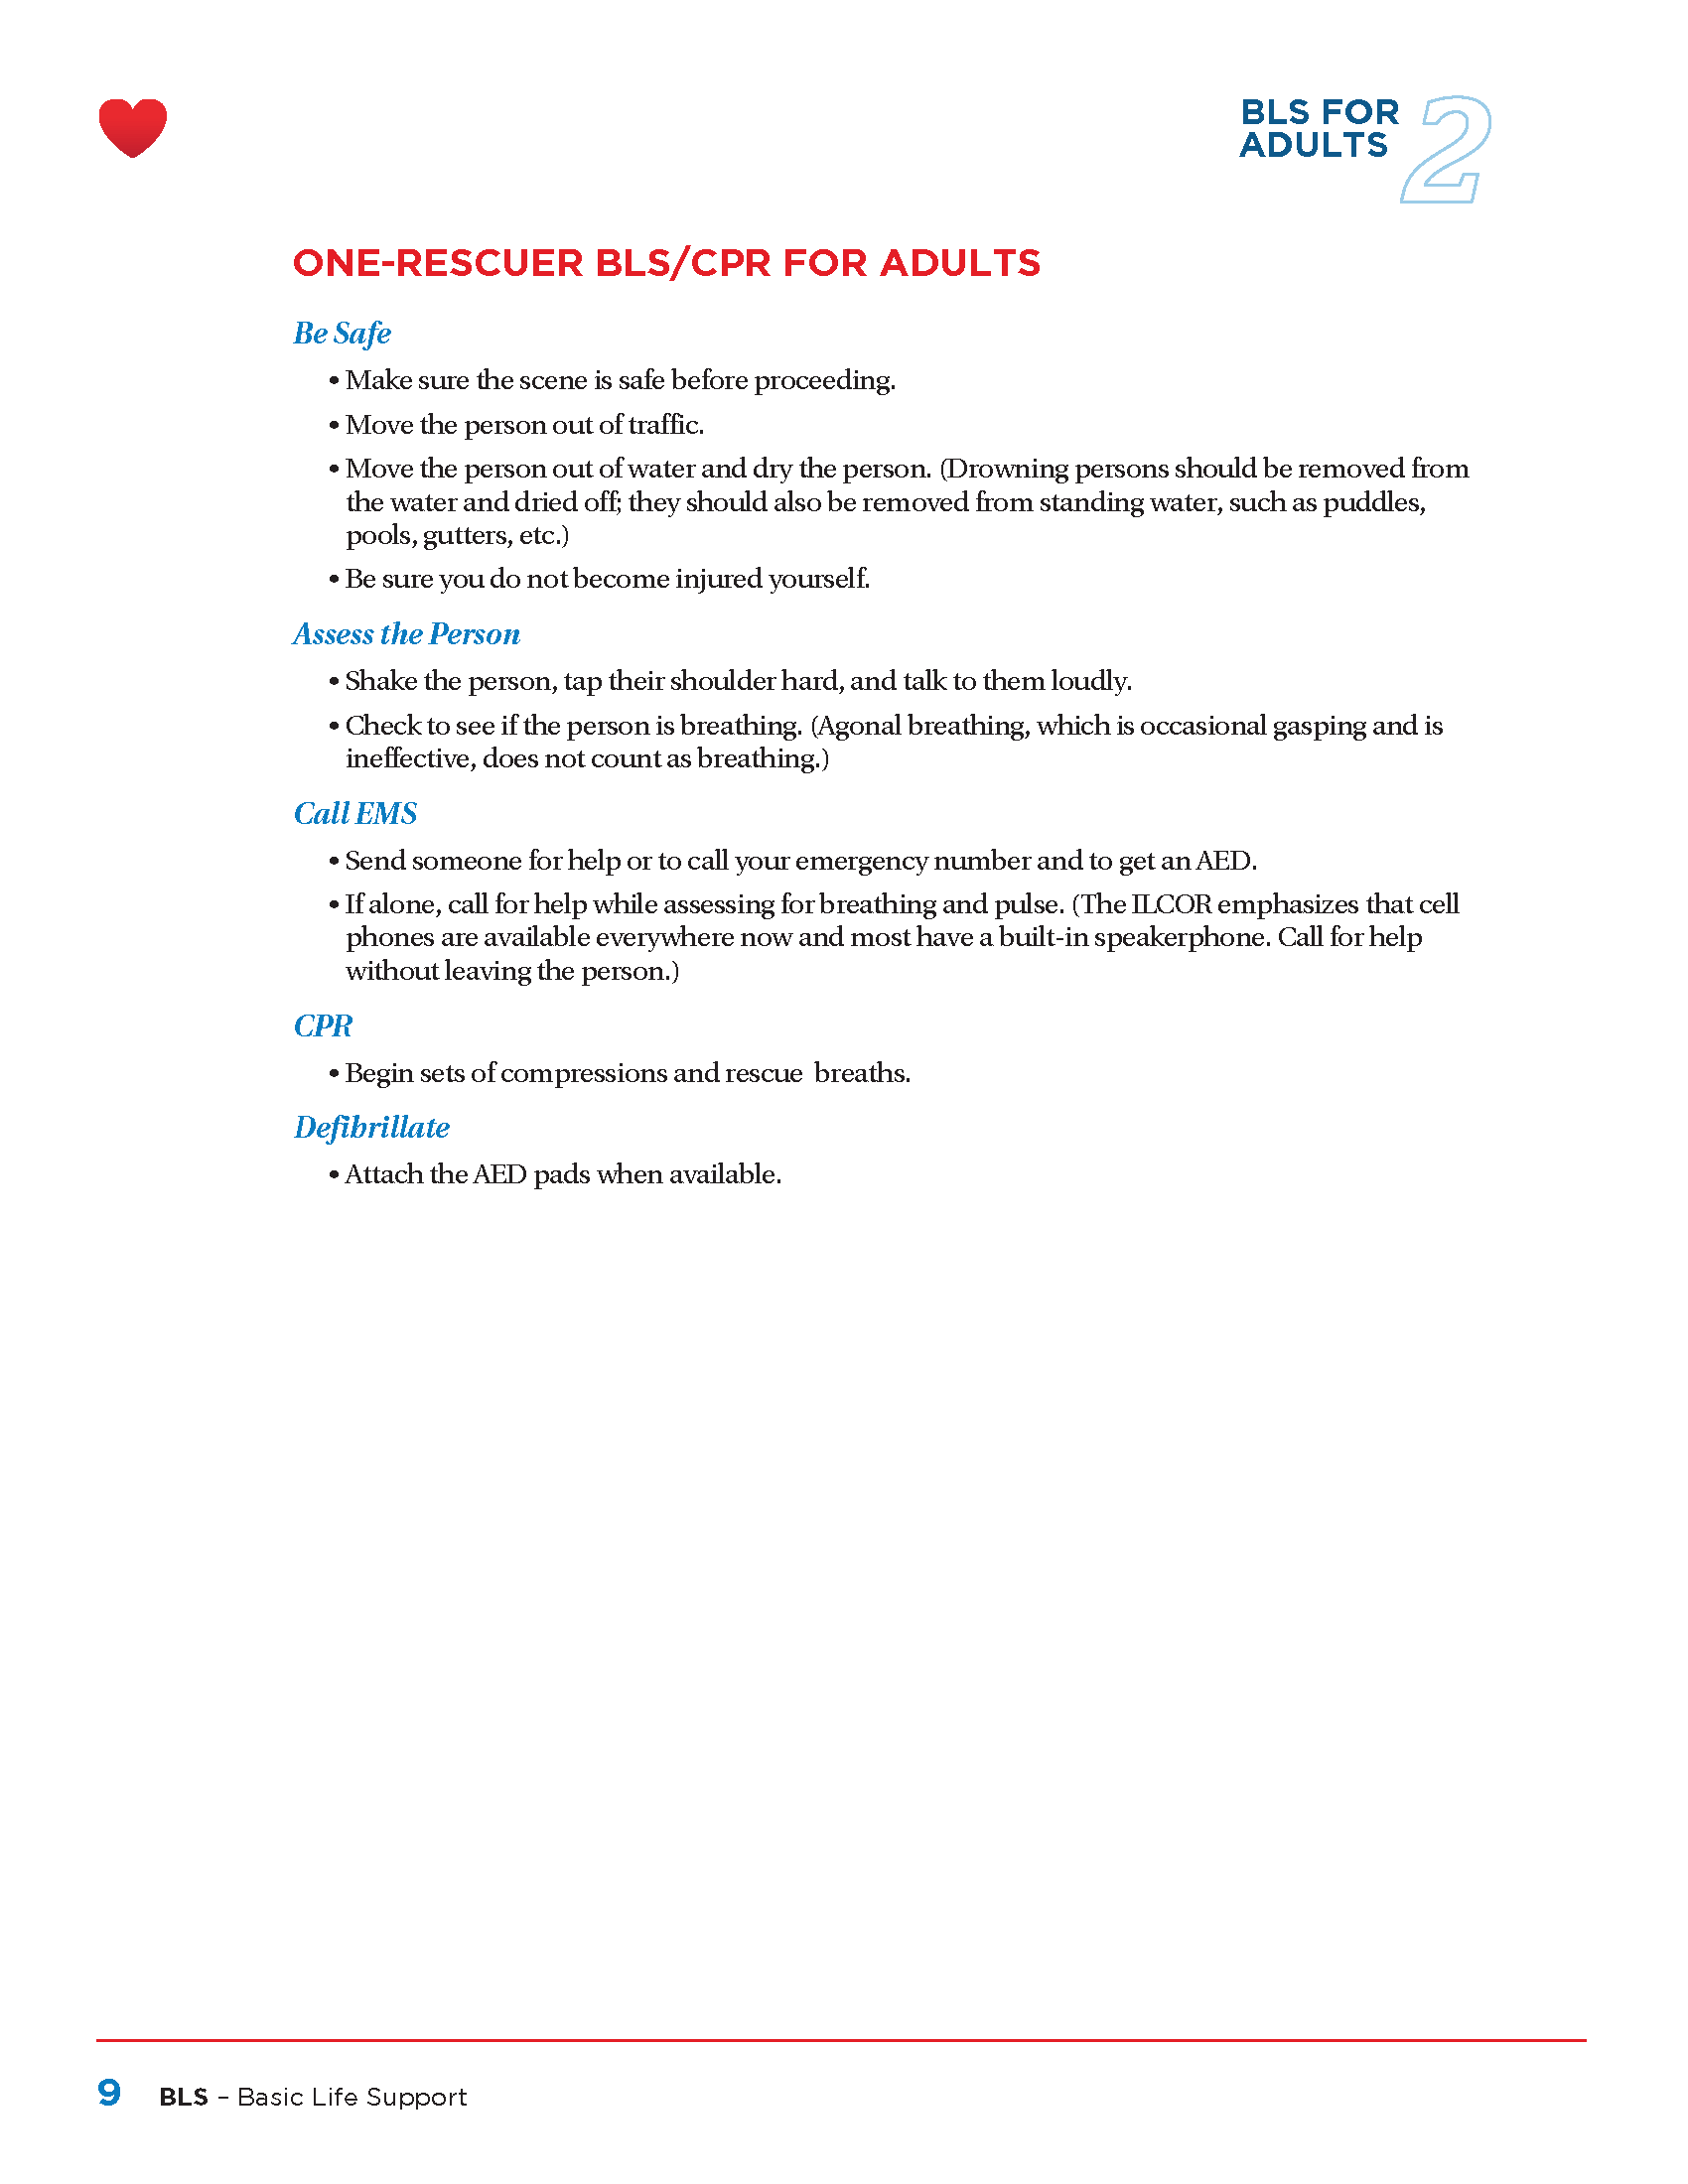 BLS FOR
ADULTS
2
ONE-RESCUER BLS/CPR FOR ADULTS
Be Safe
• Make sure the scene is safe before proceeding.
• Move the person out of traffic.
• Move the person out of water and dry the person. (Drowning persons should be removed from
the water and dried off; they should also be removed from standing water, such as puddles,
pools, gutters, etc.)
• Be sure you do not become injured yourself.
Assess the Person
• Shake the person, tap their shoulder hard, and talk to them loudly.
• Check to see if the person is breathing. (Agonal breathing, which is occasional gasping and is
ineffective, does not count as breathing.)
Call EMS
• Send someone for help or to call your emergency number and to get an AED.
• If alone, call for help while assessing for breathing and pulse. (The ILCOR emphasizes that cell
phones are available everywhere now and most have a built-in speakerphone. Call for help
without leaving the person.)
CPR
• Begin sets of compressions and rescue  breaths.
Defibrillate
• Attach the AED pads when available.
9 BLS – Basic Life Support